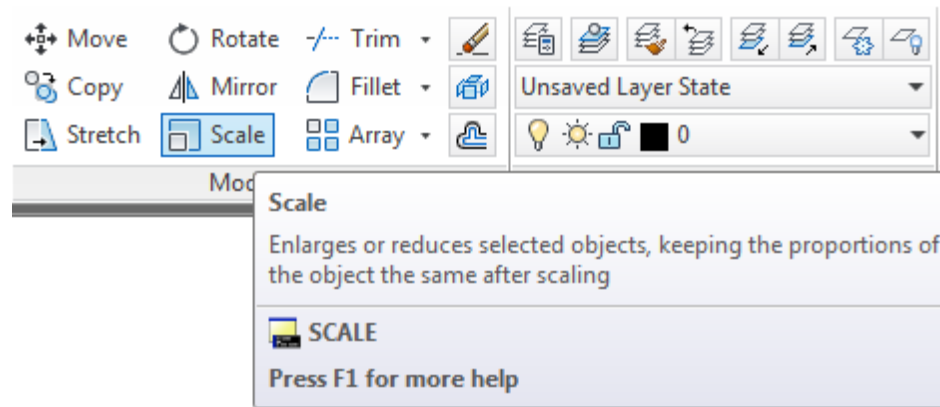 Move Rotate Trim
Copy Mirror Fillet
Unsaved Layer State
Stretch Scale Array
0
Scale
Enlarges or reduces selected objects, keeping the proportions of
the object the same after scaling
SCALE
Press F1 for more help